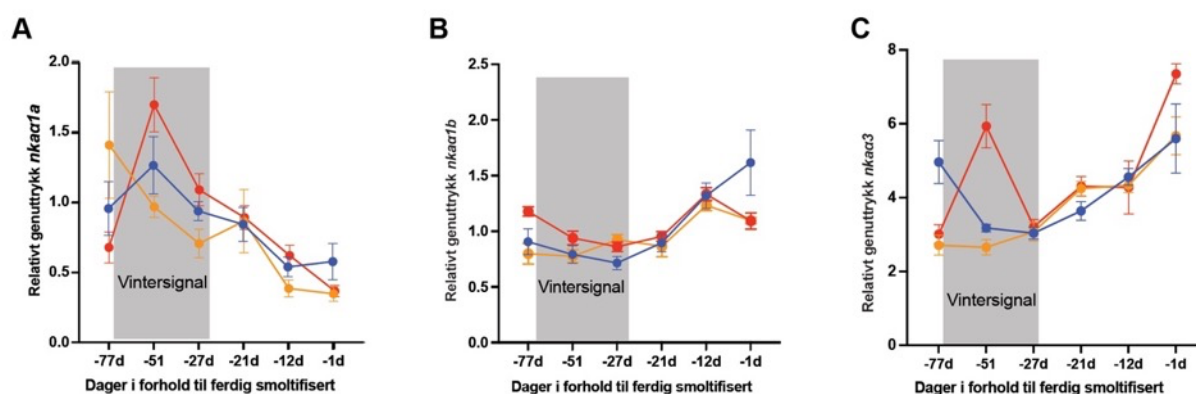 A
Relativt genuttrykk nkaα1a
2.0
1.5
1.0
0.5
0.0
Vintersignal
-77d -51 -27d -21d -12d -1d
Dager i forhold til ferdig smoltifisert
B
Relativt genuttrykk nkaα1b
2.5
2.0
1.5
1.0
0.5
0.0
Vintersignal
-77d -51 -27d -21d -12d -1d
Dager i forhold til ferdig smoltifisert
C
Relativt genuttrykk nkaα3
8
6
4
2
0
Vintersignal
-77d -51 -27d -21d -12d -1d
Dager i forhold til ferdig smoltifisert